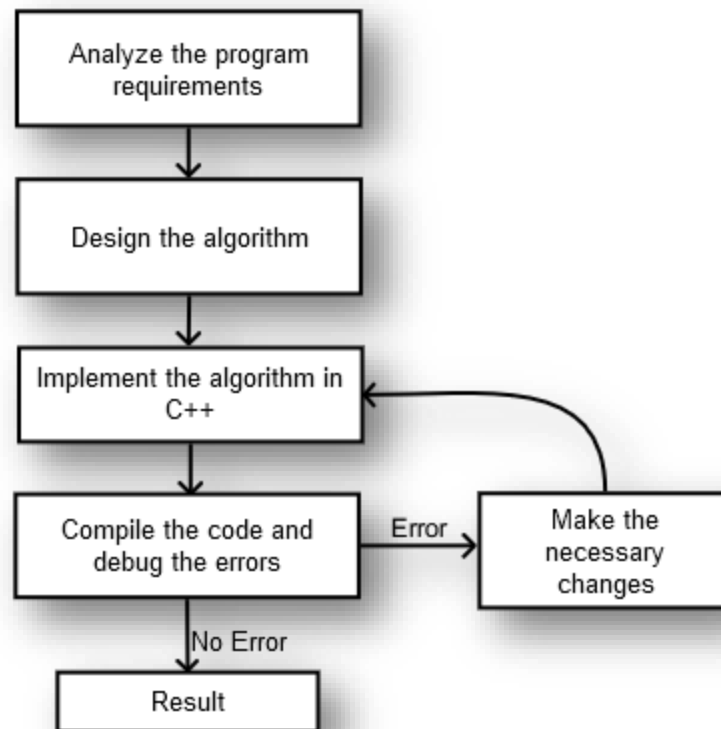 Analyze the program
requirements
Design the algorithm
Implement the algorithm in
C++
Compile the code and
debug the errors
Error
Make the
necessary
changes
No Error
Result